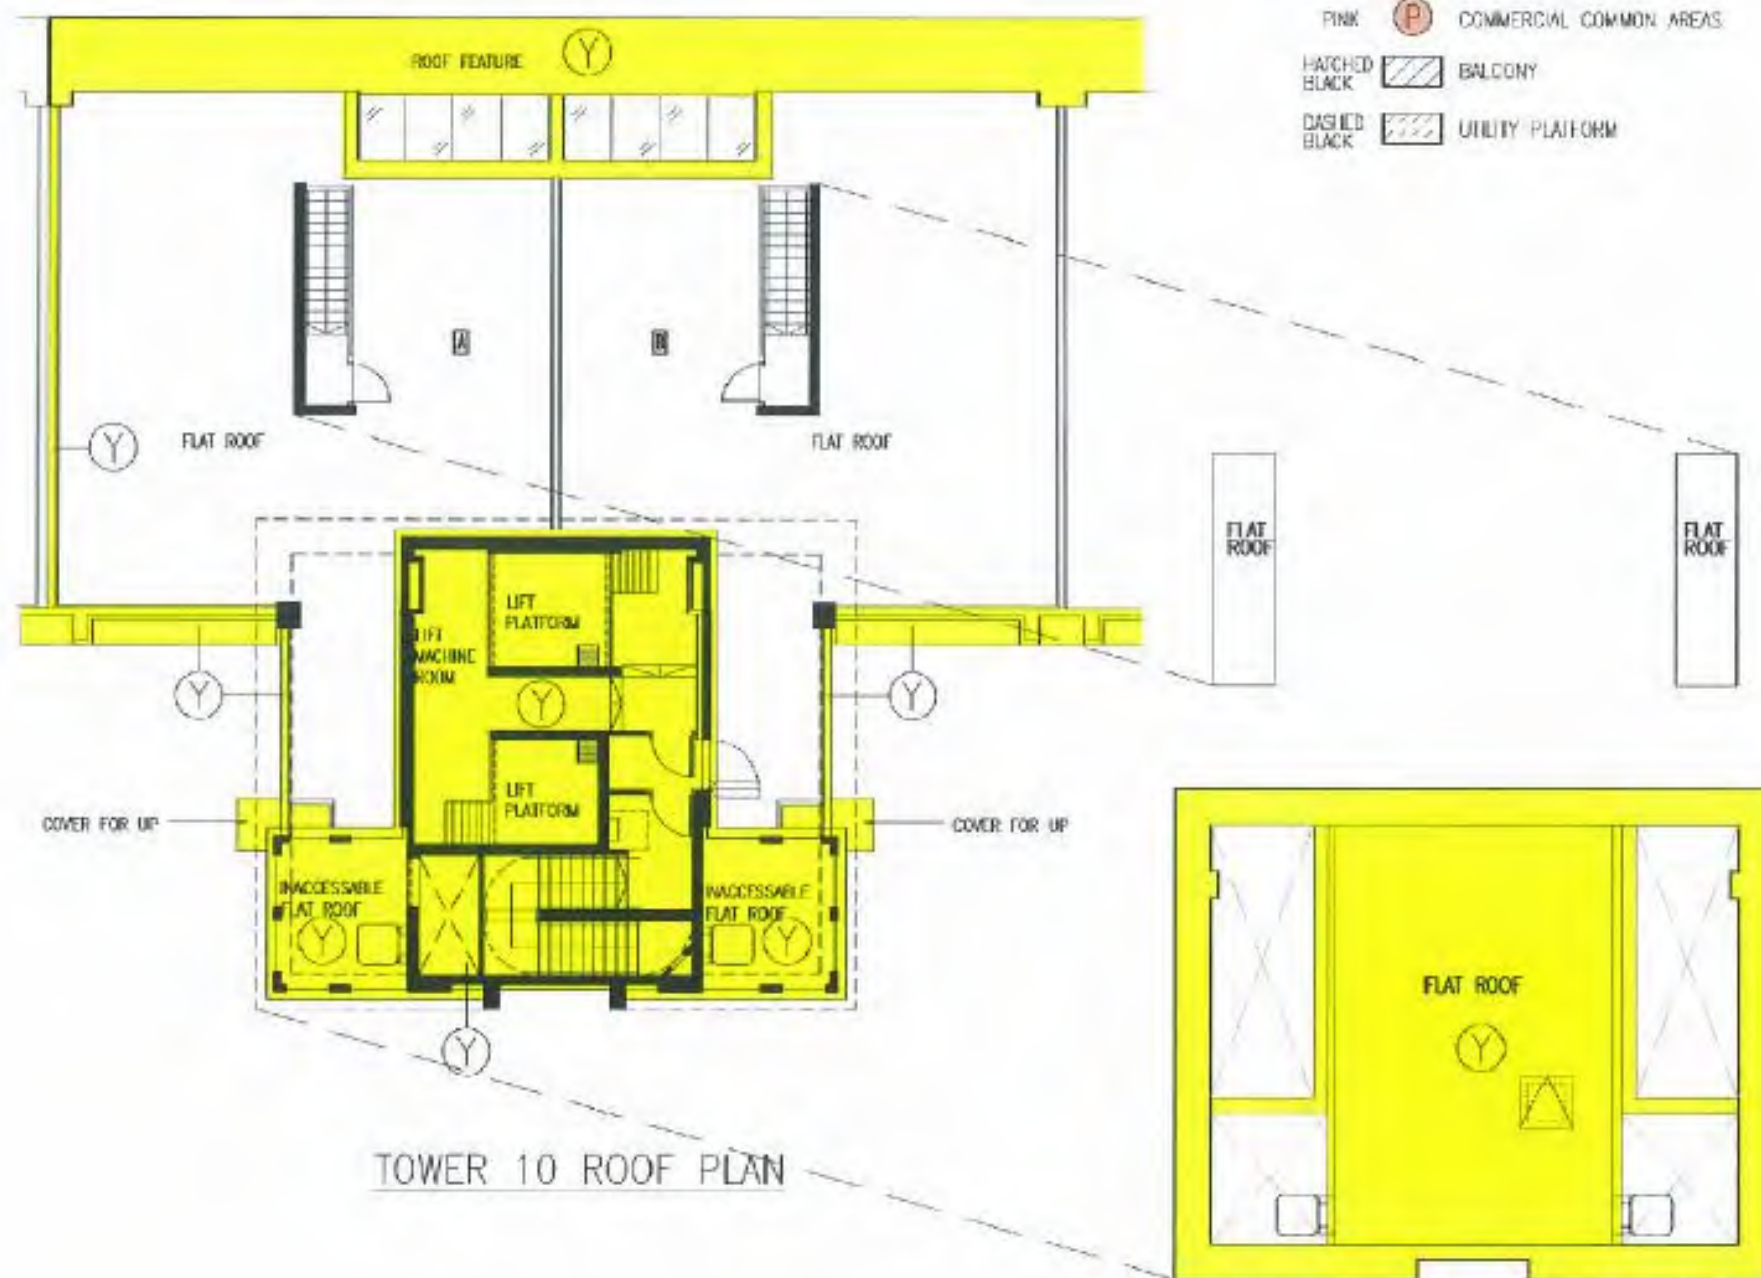 PINK P COMMERCIAL COMMON AREAS
HATCHED
BLACK
BALCONY
DASHED
BLACK
UTILITY PLATFORM
ROOF FEATURE Y
A
B
Y
FLAT ROOF
FLAT ROOF
FLAT
ROOF
FLAT
ROOF
LIFT
PLATFORM
LIFT
MACHINE
ROOM
Y
Y
Y
LIFT
PLATFORM
COVER FOR UP
COVER FOR UP
INACCESSABLE
FLAT ROOF
Y
INACCESSABLE
FLAT ROOF
Y
Y
FLAT ROOF
Y
TOWER 10 ROOF PLAN